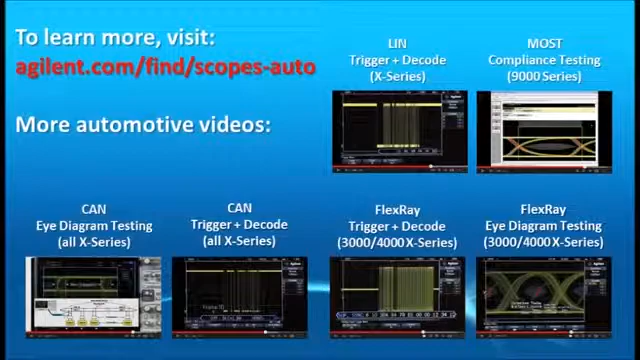 To learn more, visit:
agilent.com/find/scopes-auto
More automotive videos:
LIN
Trigger + Decode
(X-Series)
MOST
Compliance Testing
(9000 Series)
CAN
Eye Diagram Testing
(all X-Series)
CAN
Trigger + Decode
(all X-Series)
FlexRay
Trigger + Decode
(3000/4000 X-Series)
FlexRay
Eye Diagram Testing
(3000/4000 X-Series)
Frame ID